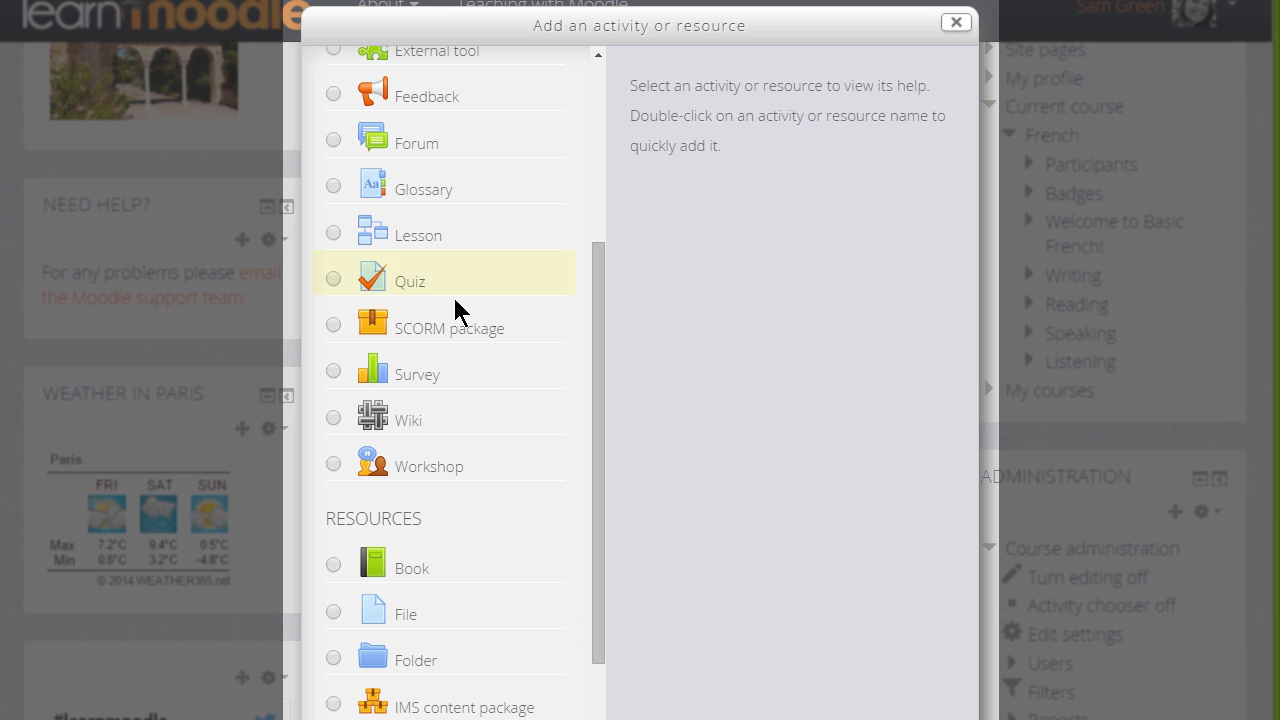 learn moodle
About
Teaching with Moodle
Sam Green
NEED HELP?
For any problems please email
the Moodle support team.
WEATHER IN PARIS
Paris
FRI SAT SUN
Max 7.2°C 9.4°C 0.5°C
Min 0.6°C 3.2°C -4.8°C
© 2014 WEATHER365.net
#learnmoodle
Add an activity or resource
External tool
Feedback
Forum
Glossary
Lesson
Quiz
SCORM package
Survey
Wiki
Workshop
RESOURCES
Book
File
Folder
IMS content package
Select an activity or resource to view its help.
Double-click on an activity or resource name to
quickly add it.
Site pages
My profile
Current course
French
Participants
Badges
Welcome to Basic
French!
Writing
Reading
Speaking
Listening
My courses
ADMINISTRATION
Course administration
Turn editing off
Activity chooser off
Edit settings
Users
Filters
Reports